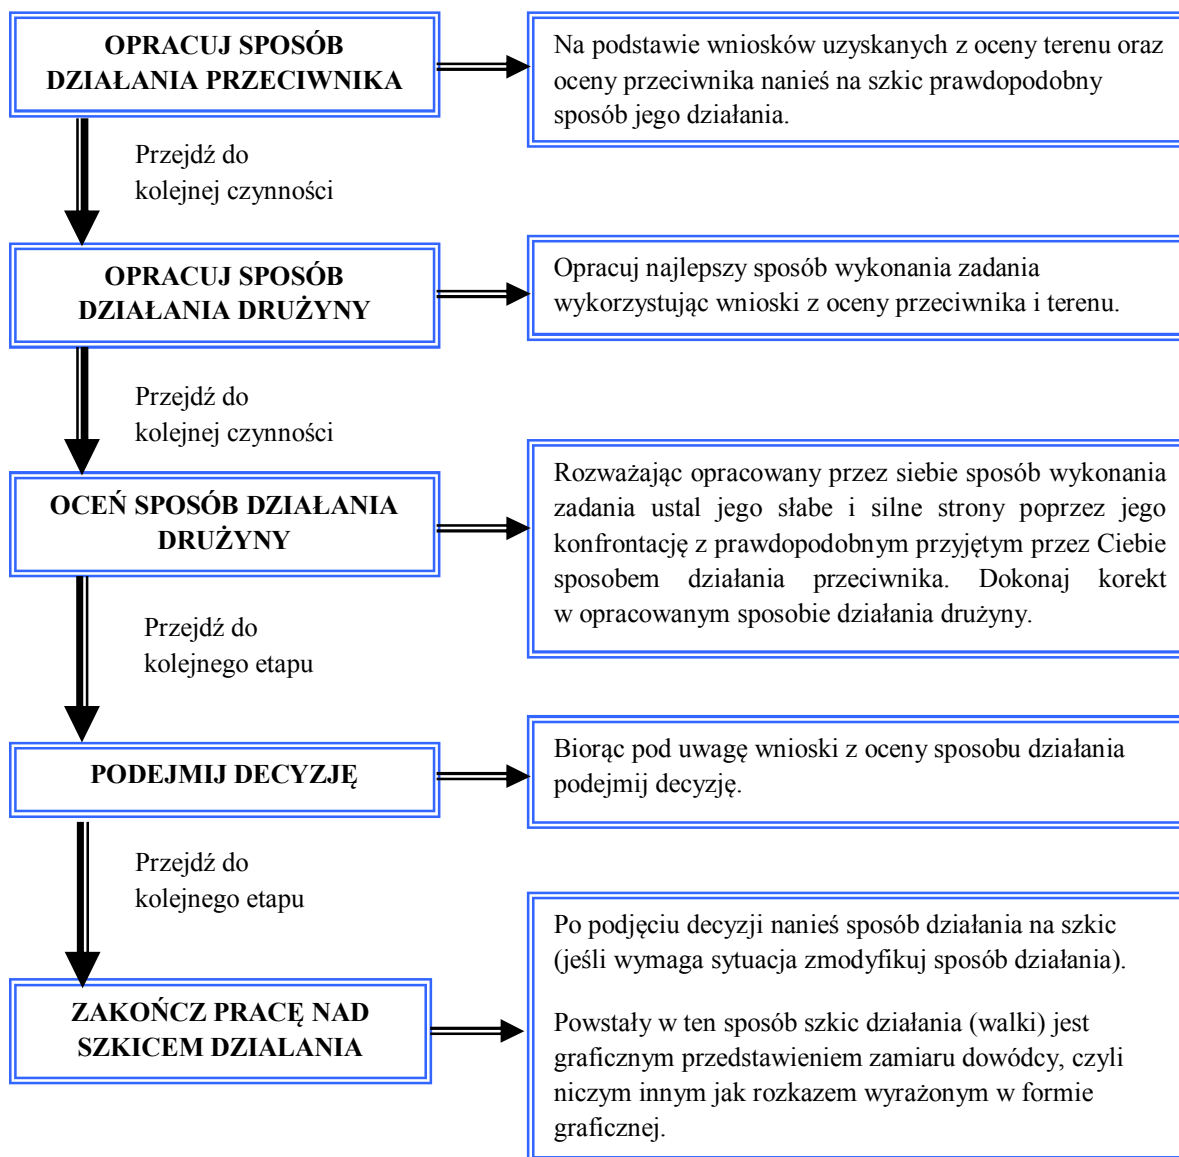 OPRACUJ SPOSÓB
DZIAŁANIA PRZECIWNIKA
Na podstawie wniosków uzyskanych z oceny terenu oraz
oceny przeciwnika nanieś na szkic prawdopodobny
sposób jego działania.
Przejdź do
kolejnej czynności
OPRACUJ SPOSÓB
DZIAŁANIA DRUŻYNY
Opracuj najlepszy sposób wykonania zadania
wykorzystując wnioski z oceny przeciwnika i terenu.
Przejdź do
kolejnej czynności
OCEŃ SPOSÓB DZIAŁANIA
DRUŻYNY
Rozważając opracowany przez siebie sposób wykonania
zadania ustal jego słabe i silne strony poprzez jego
konfrontację z prawdopodobnym przyjętym przez Ciebie
sposobem działania przeciwnika. Dokonaj korekt
w opracowanym sposobie działania drużyny.
Przejdź do
kolejnego etapu
PODEJMIJ DECYZJĘ
Biorąc pod uwagę wnioski z oceny sposobu działania
podejmij decyzję.
Przejdź do
kolejnego etapu
ZAKOŃCZ PRACĘ NAD
SZKICEM DZIALANIA
Po podjęciu decyzji nanieś sposób działania na szkic
(jeśli wymaga sytuacja zmodyfikuj sposób działania).
Powstały w ten sposób szkic działania (walki) jest
graficznym przedstawieniem zamiaru dowódcy, czyli
niczym innym jak rozkazem wyrażonym w formie
graficznej.